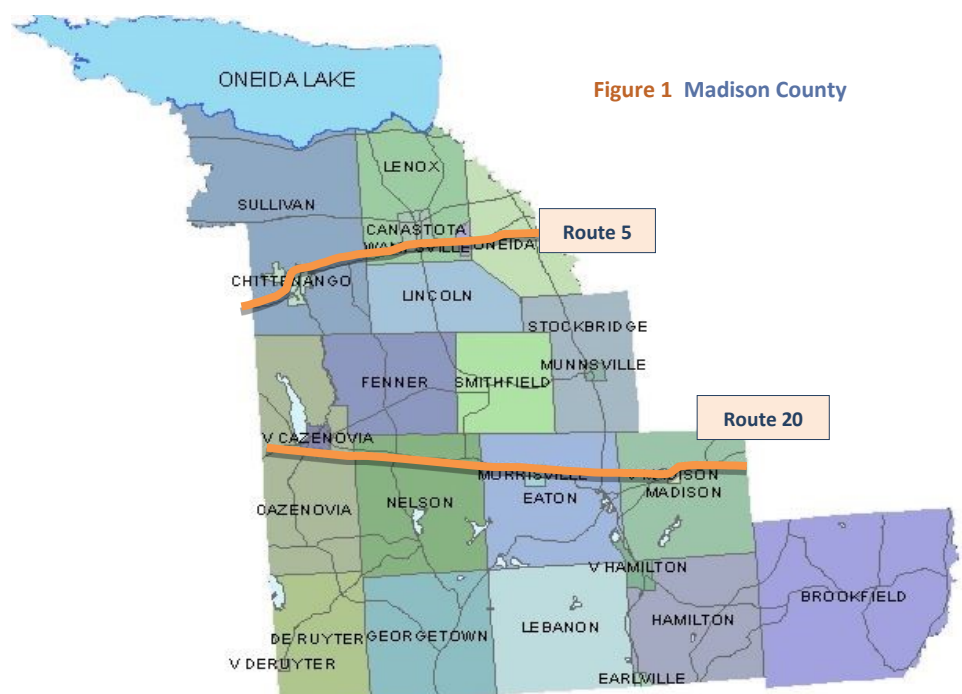 ONEIDA LAKE
Figure 1 Madison County
LENOX
SULLIVAN
CANASTOTA
Route 5
ONEIDA
CHITTENANGO
LINCOLN
STOCKBRIDGE
MUNNSVILLE
FENNER
SMITHFIELD
Route 20
V CAZENOVIA
MORRISVILLE
V MADISON
MADISON
EATON
NELSON
CAZENOVIA
V HAMILTON
BROOKFIELD
HAMILTON
LEBANON
DE RUYTER
GEORGETOWN
V DERUYTER
EARLVILLE